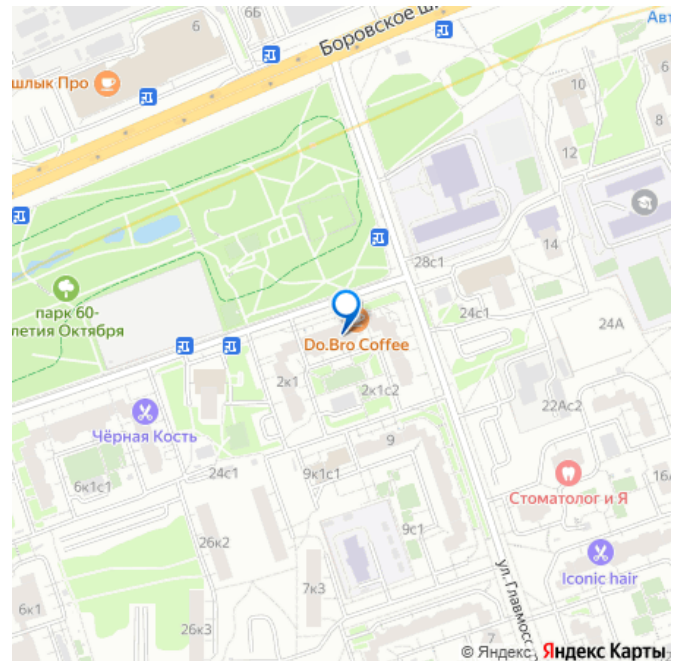 6
6Б
Боровское ш
Авт
шлык Про
6
10
8
12
14
28с1
парк 60-
летия Октября
24с1
24А
Do.Bro Coffee
2к1
2к1с2
22Ас2
Чёрная Кость
9
24с1
9к1с1
6к1с1
16
Стоматолог и Я
9с1
26к2
Iconic hair
7к3
ул. Главмосс
6к1
26к3
7
© Яндекс Яндекс Карты